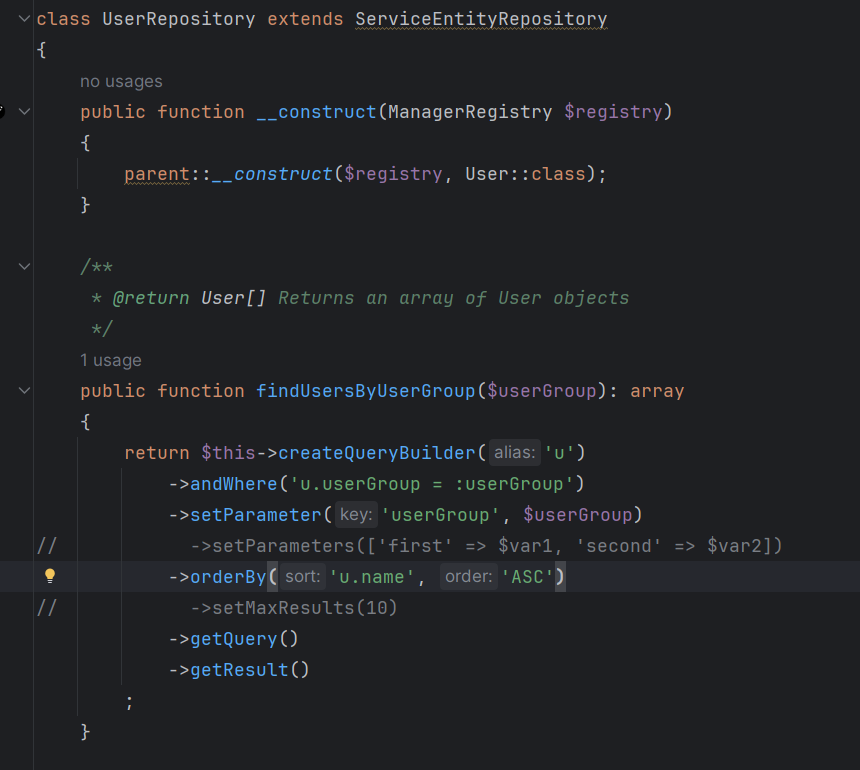 class UserRepository extends ServiceEntityRepository
{
no usages
public function __construct(ManagerRegistry $registry)
{
parent::__construct($registry, User::class);
}
/**
* @return User[] Returns an array of User objects
*/
1 usage
public function findUsersByUserGroup($userGroup): array
{
return $this->createQueryBuilder( alias: 'u')
->andWhere('u.userGroup = :userGroup')
->setParameter( key: 'userGroup', $userGroup)
// ->setParameters(['first' => $var1, 'second' => $var2])
->orderBy( sort: 'u.name', order: 'ASC')
// ->setMaxResults(10)
->getQuery()
->getResult()
;
}